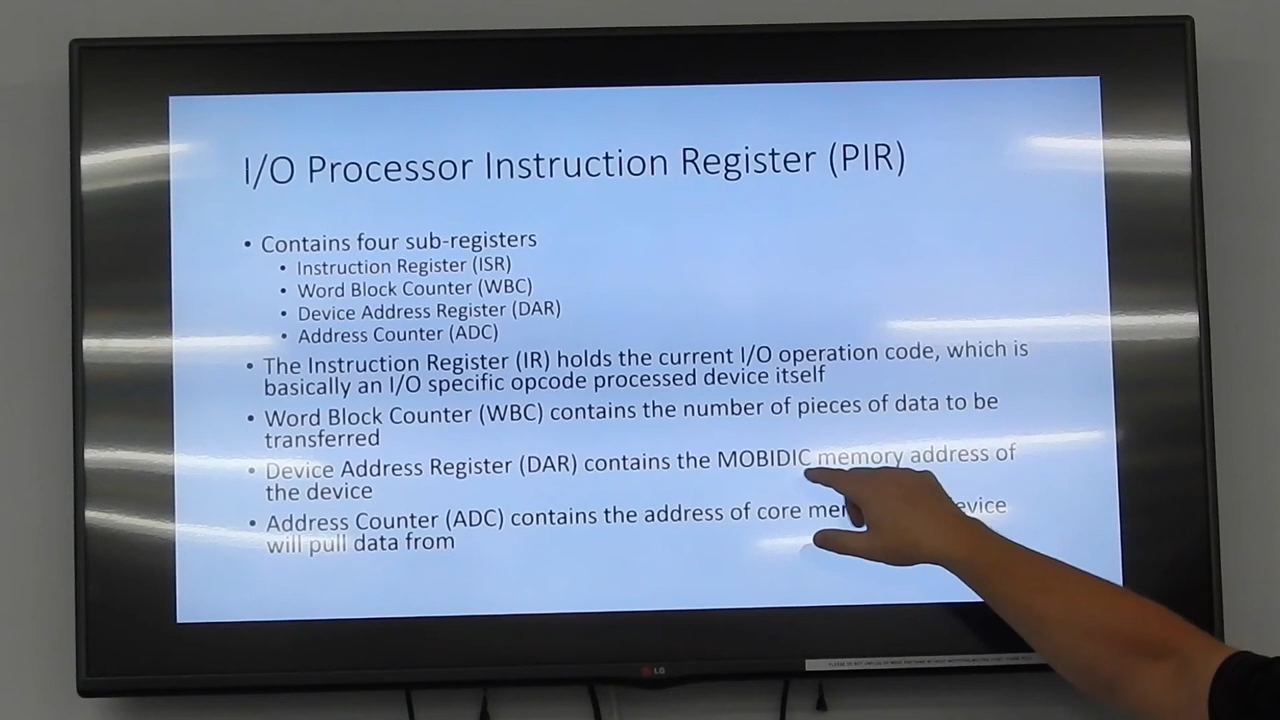 I/O Processor Instruction Register (PIR)
• Contains four sub-registers
• Instruction Register (ISR)
• Word Block Counter (WBC)
• Device Address Register (DAR)
• Address Counter (ADC)
• The Instruction Register (IR) holds the current I/O operation code, which is
basically an I/O specific opcode processed device itself
• Word Block Counter (WBC) contains the number of pieces of data to be
transferred
• Device Address Register (DAR) contains the MOBIDIC memory address of
the device
• Address Counter (ADC) contains the address of core
will pull data from
LG